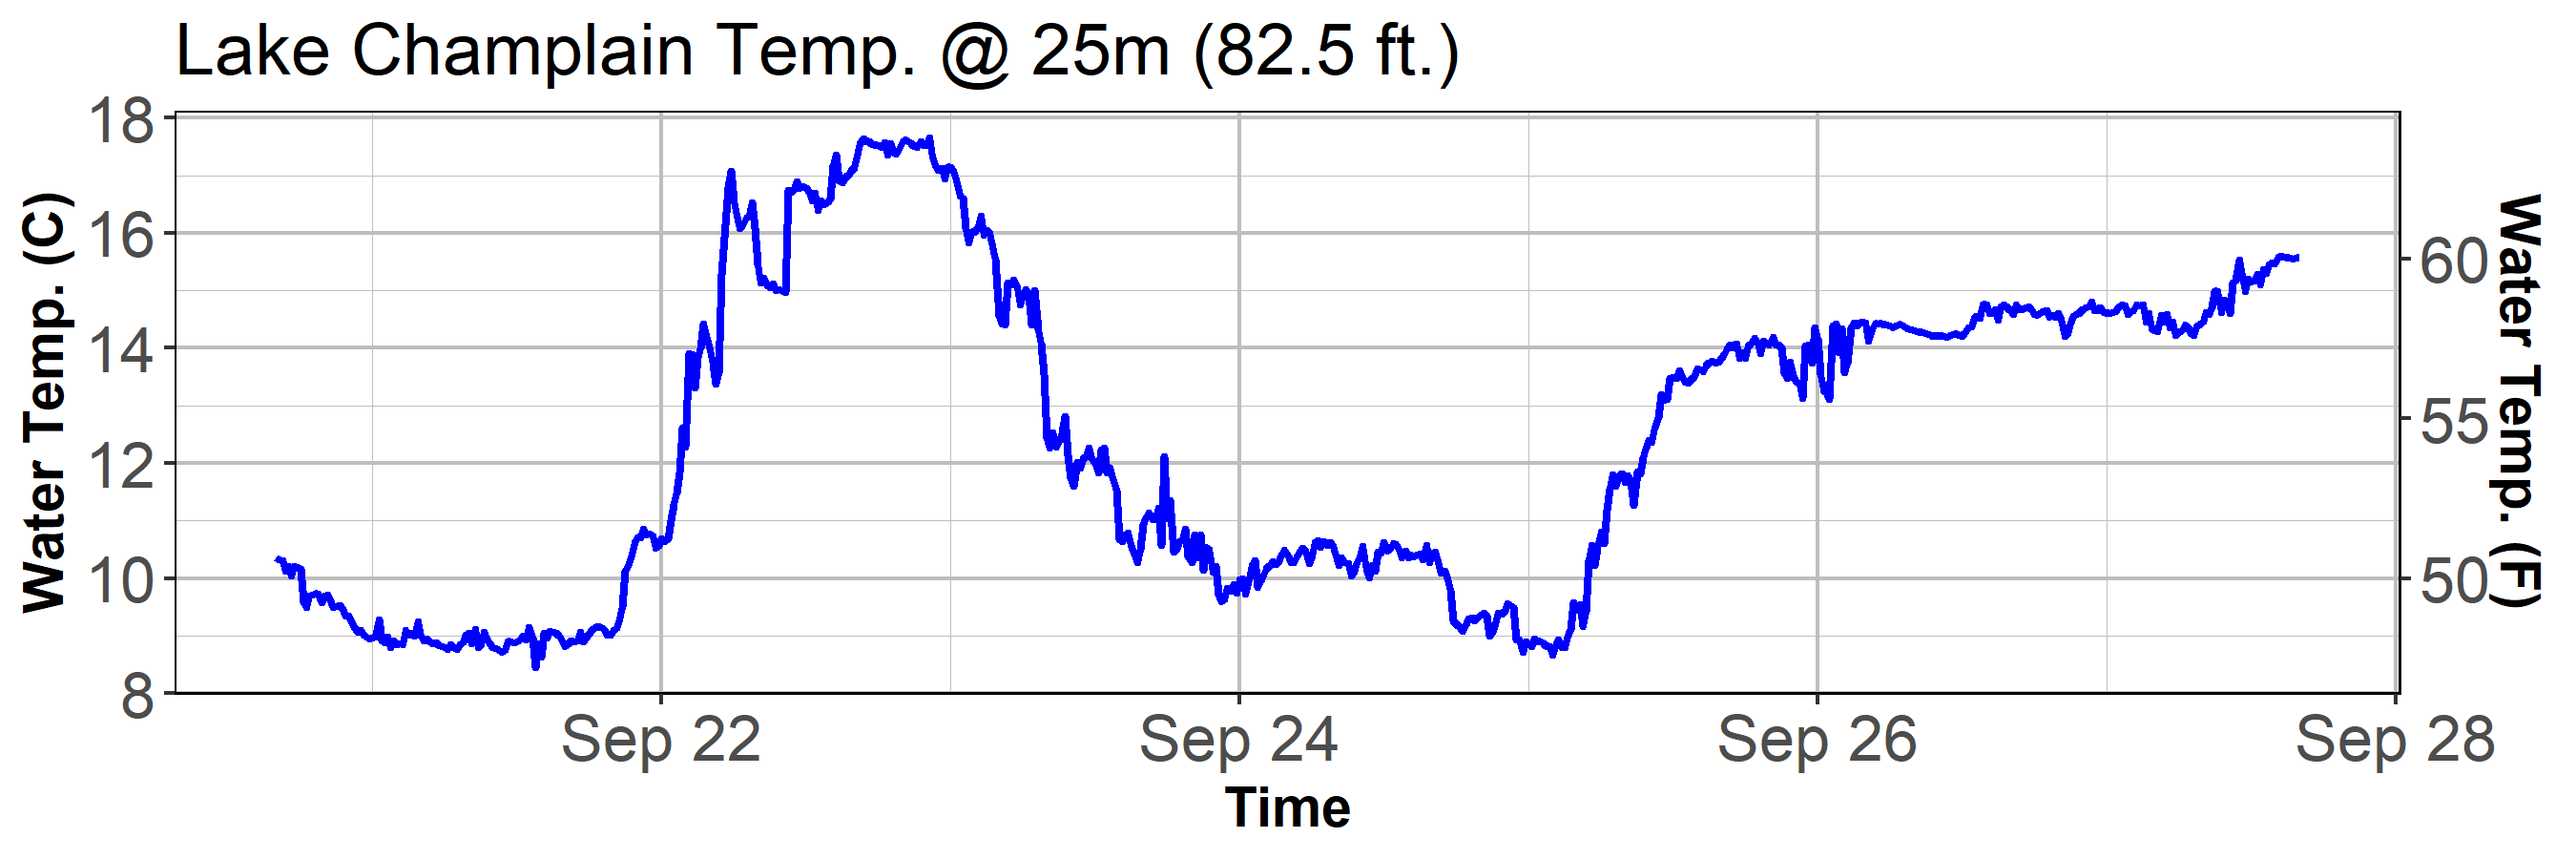 Lake Champlain Temp. @ 25m (82.5 ft.)
Water Temp. (C)
18
16
14
12
10
8
60
55
50
Water Temp. (F)
Sep 22
Sep 24
Sep 26
Sep 28
Time